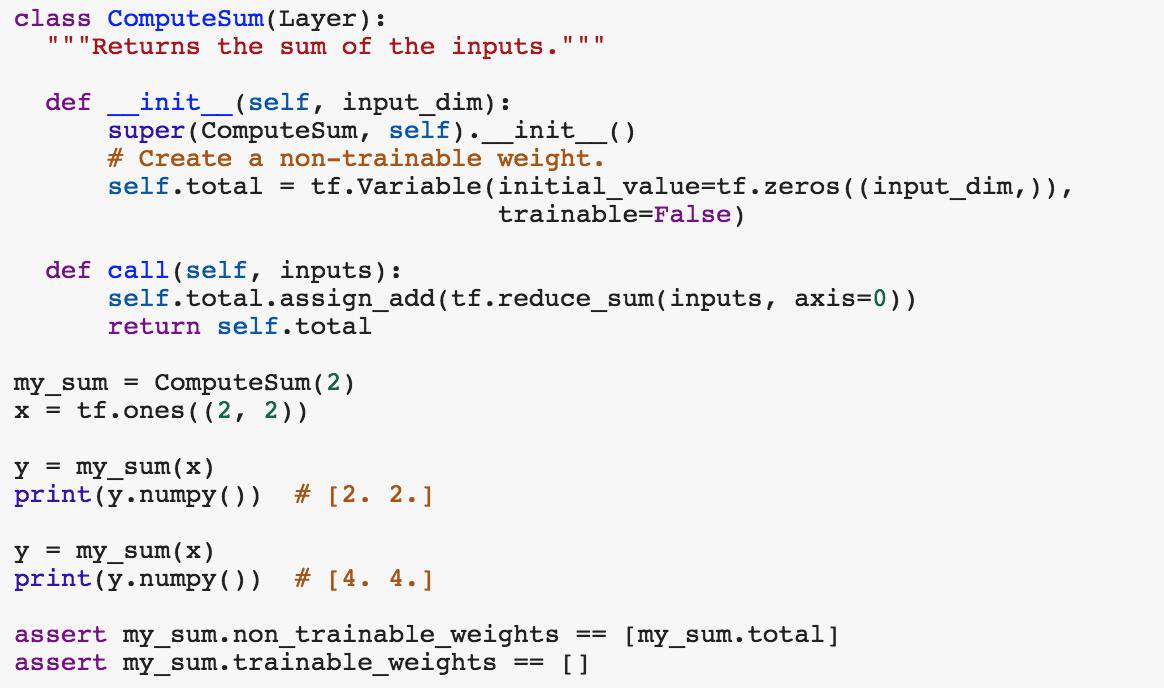 class ComputeSum(Layer):
  """Returns the sum of the inputs."""

  def __init__(self, input_dim):
      super(ComputeSum, self).__init__()
      # Create a non-trainable weight.
      self.total = tf.Variable(initial_value=tf.zeros((input_dim,)),
                               trainable=False)

  def call(self, inputs):
      self.total.assign_add(tf.reduce_sum(inputs, axis=0))
      return self.total

my_sum = ComputeSum(2)
x = tf.ones((2, 2))

y = my_sum(x)
print(y.numpy())  # [2. 2.]

y = my_sum(x)
print(y.numpy())  # [4. 4.]

assert my_sum.non_trainable_weights == [my_sum.total]
assert my_sum.trainable_weights == []